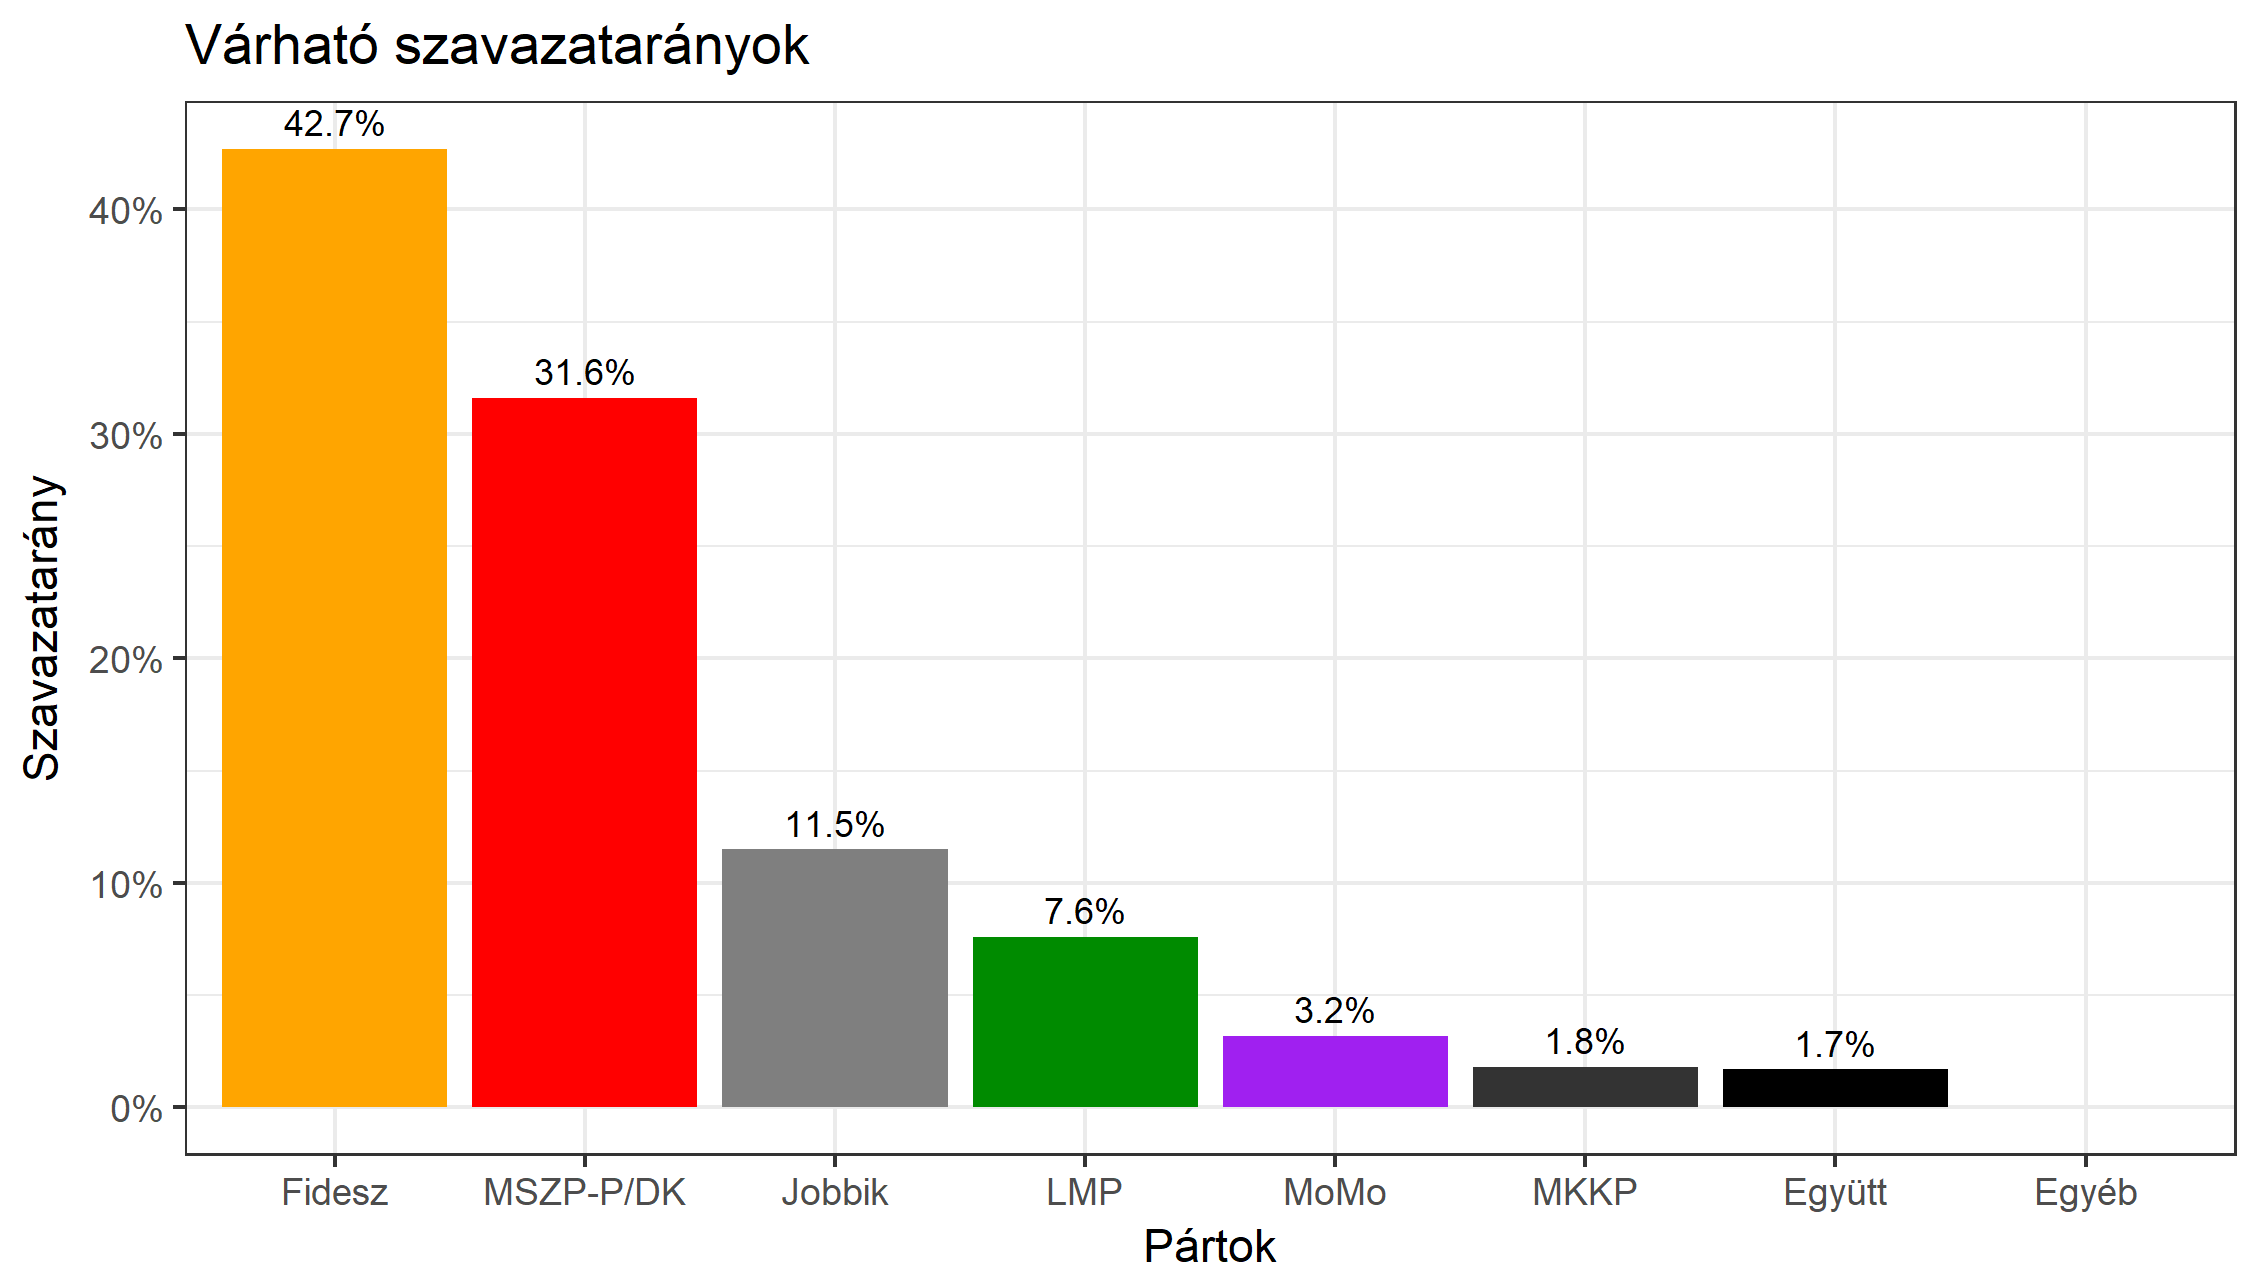 Várható szavazatarányok
Szavazatarány
40%
30%
20%
10%
0%
42.7%
31.6%
11.5%
7.6%
3.2%
1.8%
1.7%
Fidesz
MSZP-P/DK
Jobbik
LMP
MoMo
MKKP
Együtt
Egyéb
Pártok